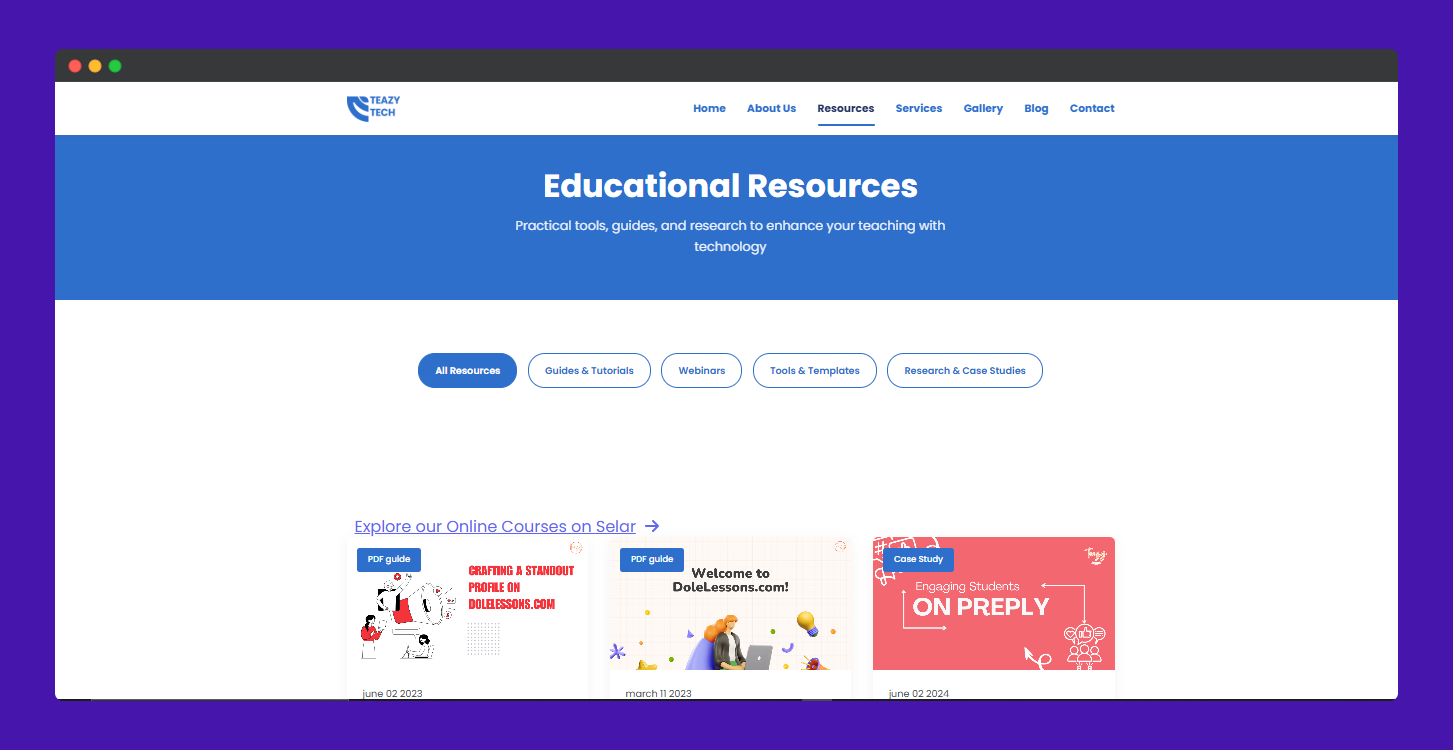 TEAZY
TECH
Home
About Us
Resources
Services
Gallery
Blog
Contact
Educational Resources
Practical tools, guides, and research to enhance your teaching with
technology
All Resources
Guides & Tutorials
Webinars
Tools & Templates
Research & Case Studies
Explore our Online Courses on Selar →
PDF guide
CRAFTING A STANDOUT
PROFILE ON
DOLELESSONS.COM
june 02 2023
PDF guide
Welcome to
DoleLessons.com!
march 11 2023
Case Study
Engaging Students
ON PREPLY
june 02 2024